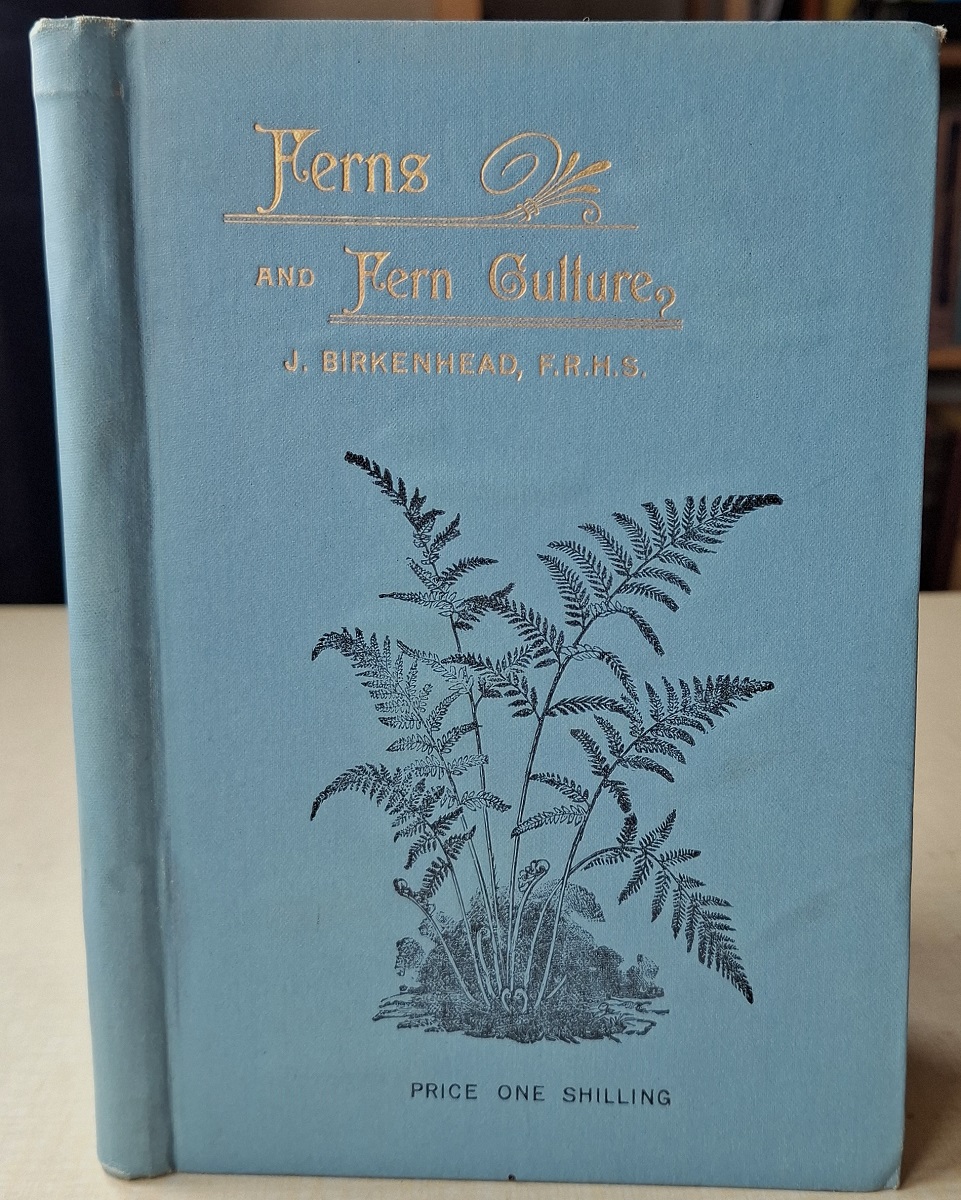 Ferns
AND Fern Culture
J. BIRKENHEAD, F.R.H.S.
PRICE ONE SHILLING